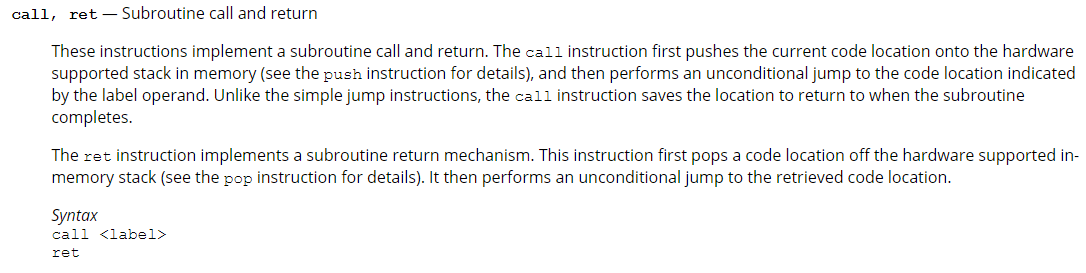 call, ret — Subroutine call and return
These instructions implement a subroutine call and return. The call instruction first pushes the current code location onto the hardware
supported stack in memory (see the push instruction for details), and then performs an unconditional jump to the code location indicated
by the label operand. Unlike the simple jump instructions, the call instruction saves the location to return to when the subroutine
completes.
The ret instruction implements a subroutine return mechanism. This instruction first pops a code location off the hardware supported in-
memory stack (see the pop instruction for details). It then performs an unconditional jump to the retrieved code location.
Syntax
call <label>
ret